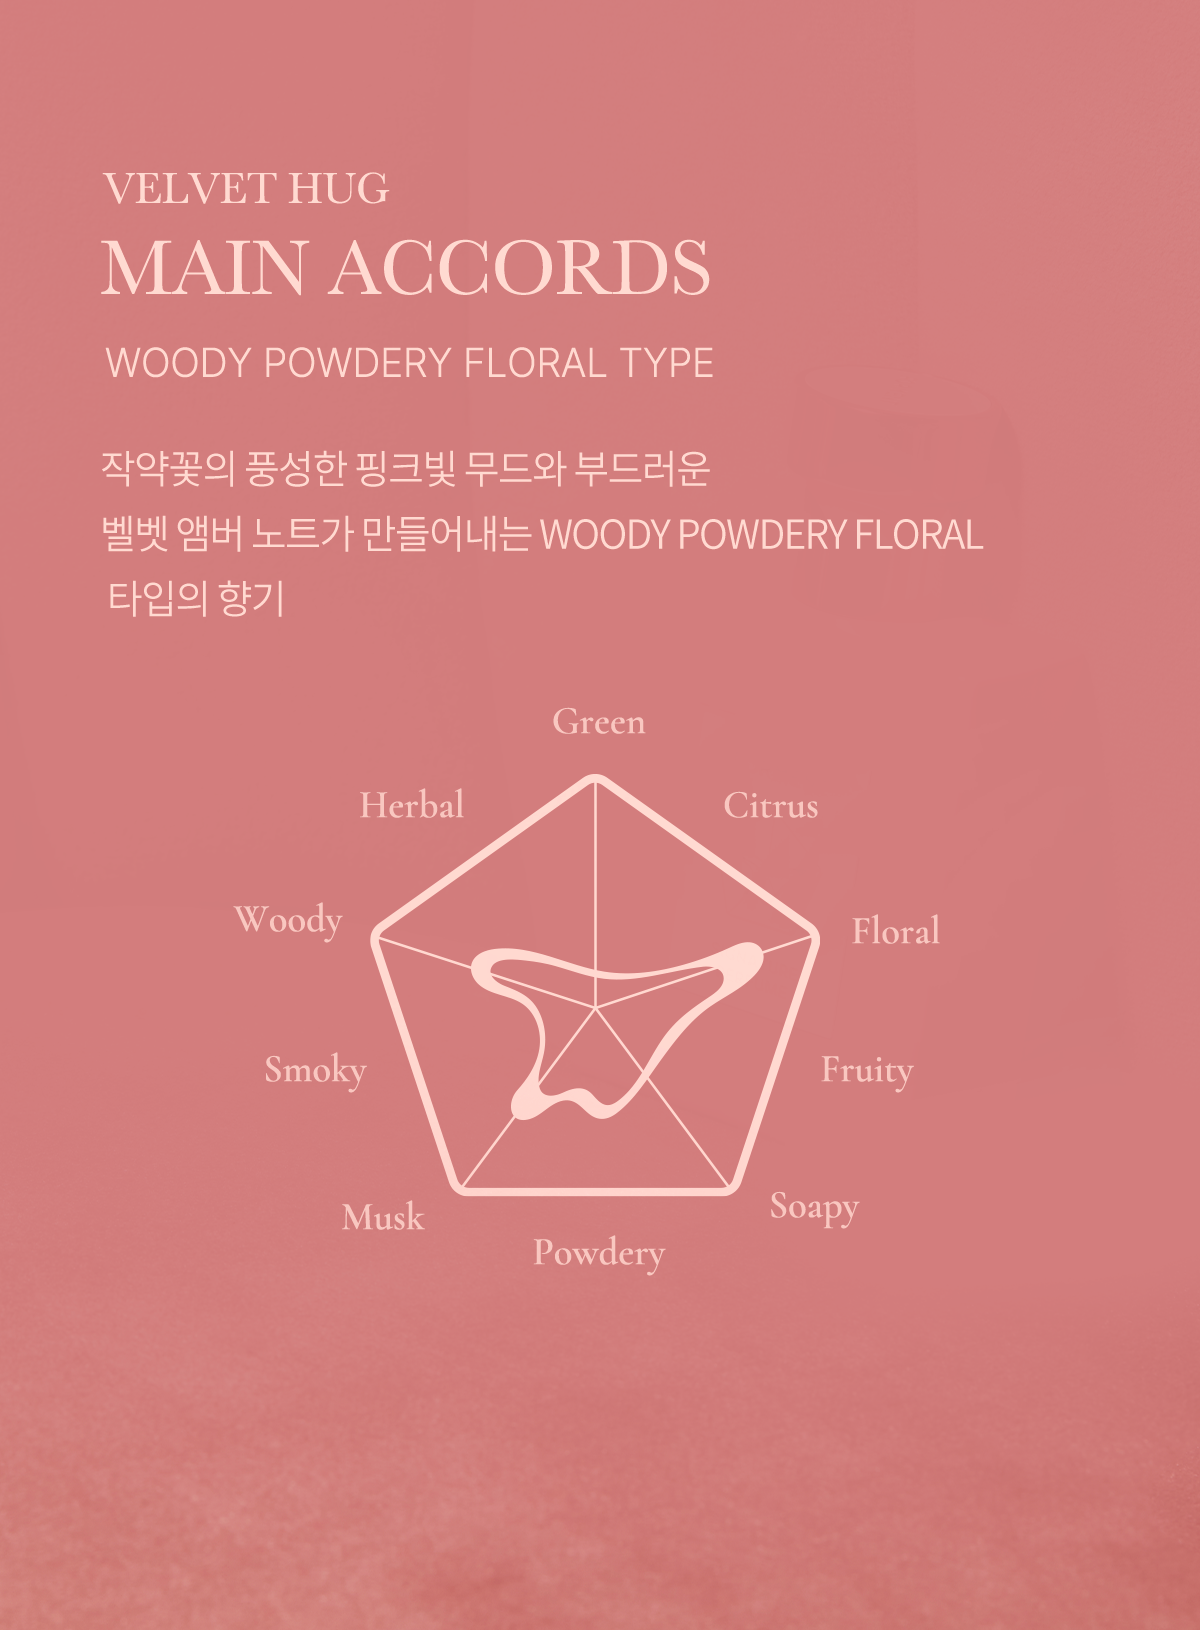 VELVET HUG
MAIN ACCORDS
WOODY POWDERY FLORAL TYPE
작약꽃의 풍성한 핑크빛 무드와 부드러운
벨벳 앰버 노트가 만들어내는 WOODY POWDERY FLORAL
타입의 향기
Green
Herbal
Citrus
Woody
Floral
Smoky
Fruity
Musk
Soapy
Powdery